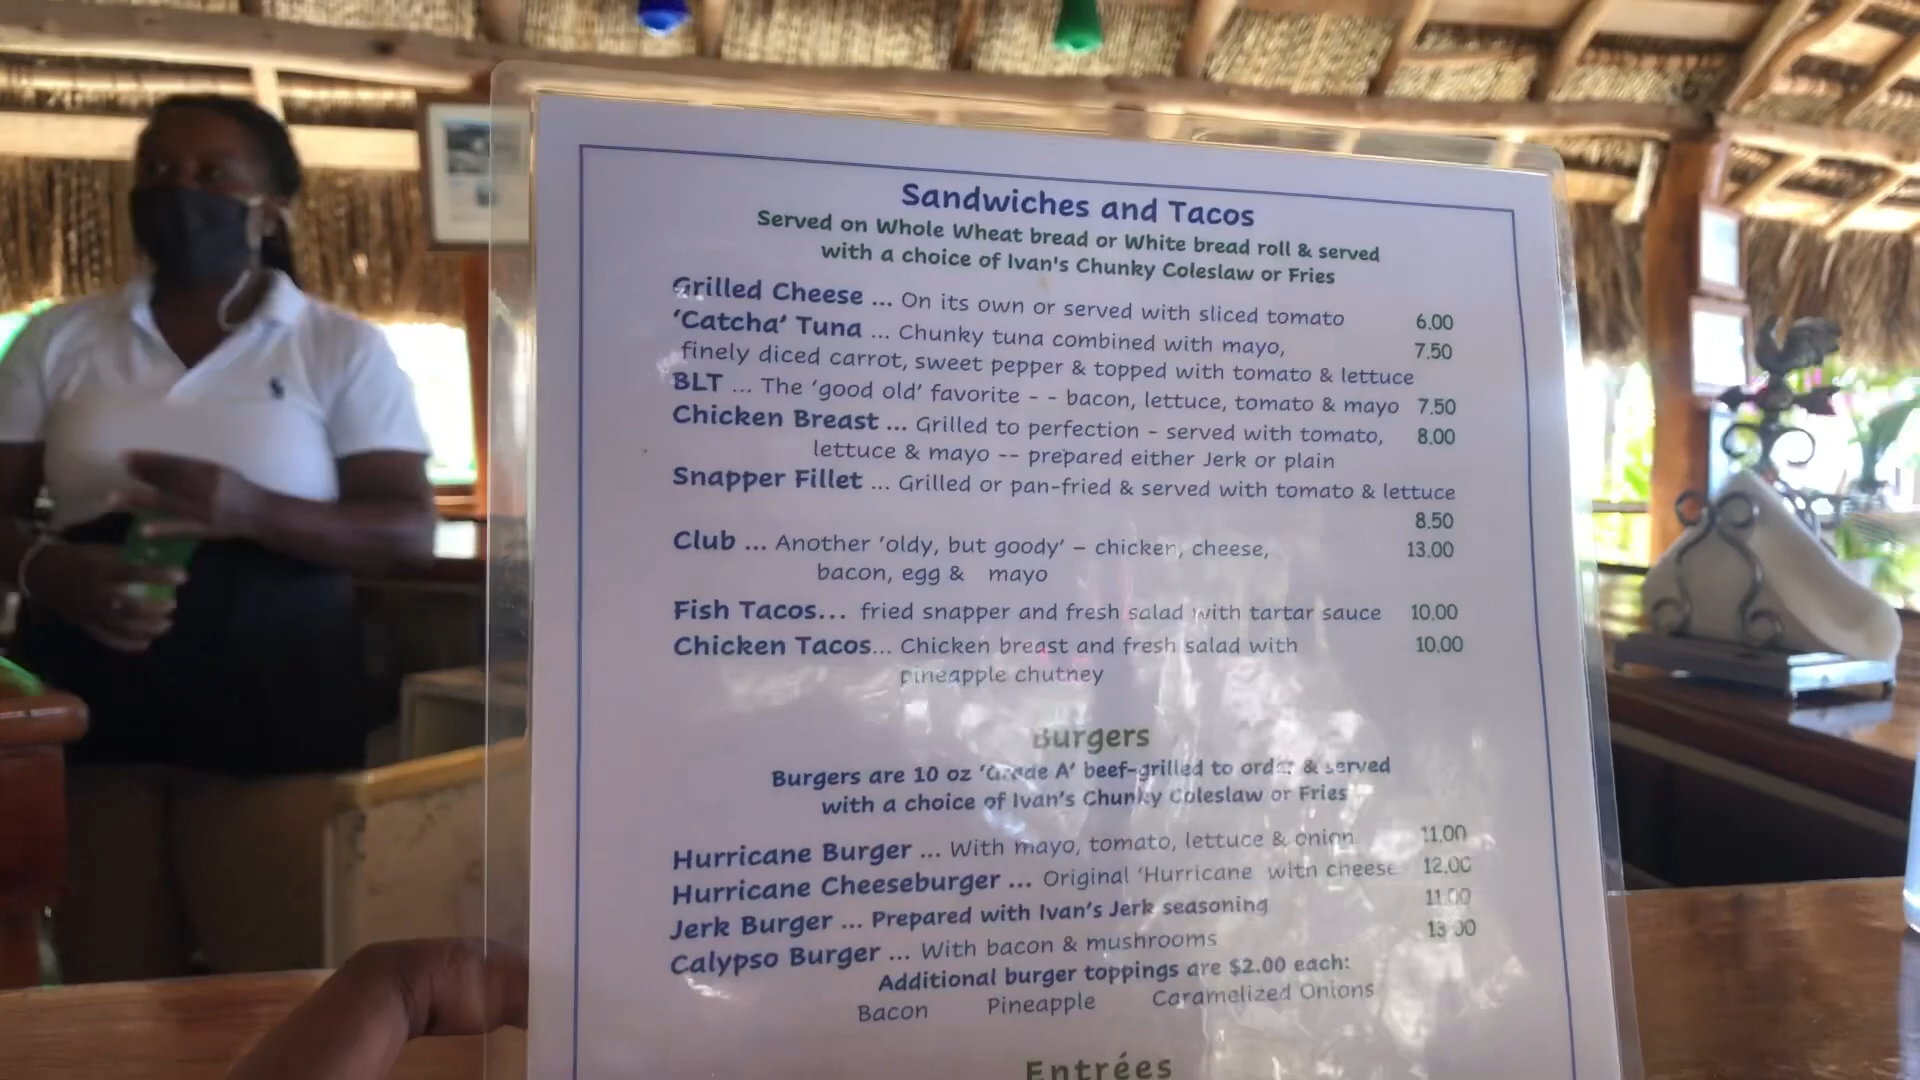 Sandwiches and Tacos
Served on Whole Wheat bread or White bread roll & served
with a choice of Ivan's Chunky Coleslaw or Fries
Grilled Cheese ... On its own or served with sliced tomato 6.00
'Catcha' Tuna ... Chunky tuna combined with mayo, 7.50
finely diced carrot, sweet pepper & topped with tomato & lettuce
BLT ... The 'good old' favorite - - bacon, lettuce, tomato & mayo 7.50
Chicken Breast ... Grilled to perfection - served with tomato, 8.00
lettuce & mayo -- prepared either Jerk or plain
Snapper Fillet ... Grilled or pan-fried & served with tomato & lettuce
8.50
Club ... Another 'oldy, but goody' – chicken, cheese, 13.00
bacon, egg & mayo
Fish Tacos... fried snapper and fresh salad with tartar sauce 10.00
Chicken Tacos... Chicken breast and fresh salad with 10.00
pineapple chutney
Burgers
Burgers are 10 oz 'Grade A' beef-grilled to order & served
with a choice of Ivan's Chunky Coleslaw or Fries
Hurricane Burger ... With mayo, tomato, lettuce & onion 11.00
Hurricane Cheeseburger ... Original 'Hurricane with cheese 12.00
Jerk Burger ... Prepared with Ivan's Jerk seasoning 11.00
Calypso Burger ... With bacon & mushrooms 13.00
Additional burger toppings are $2.00 each:
Bacon Pineapple Caramelized Onions
Entrées